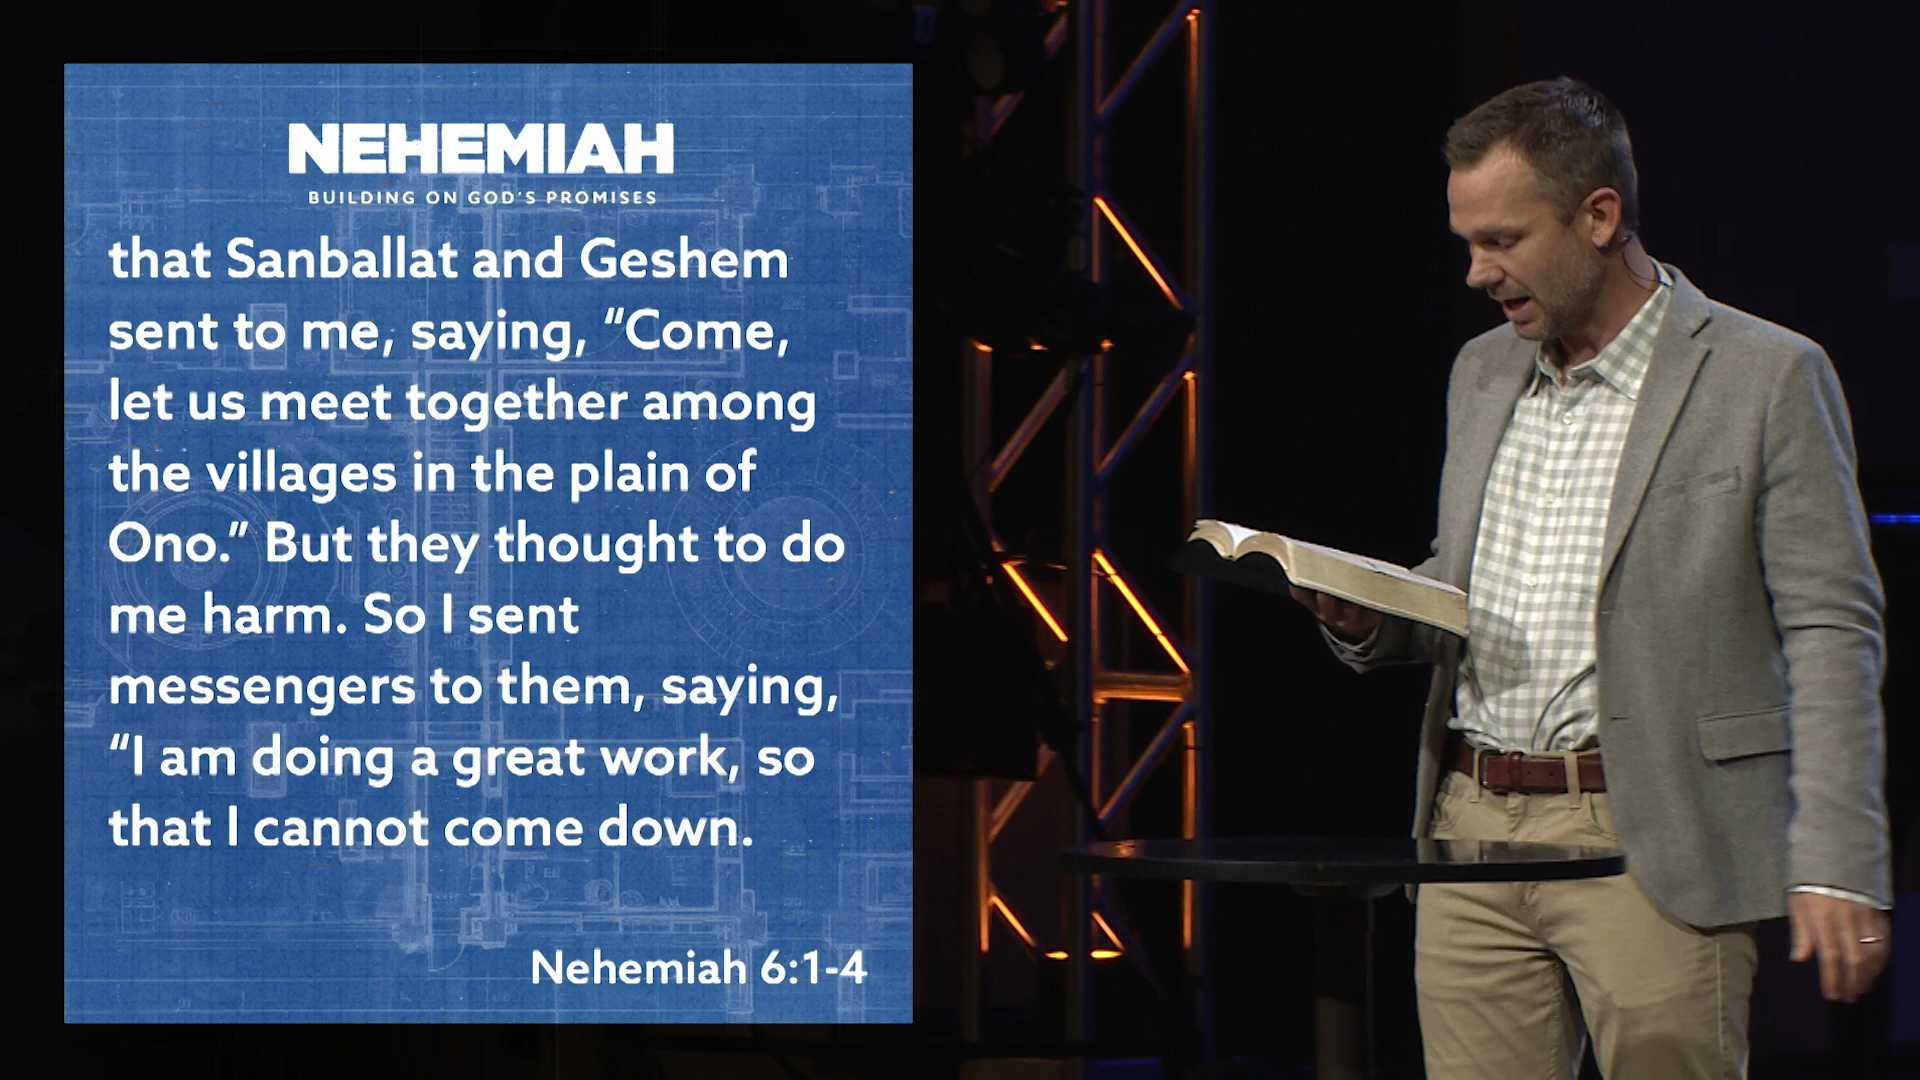 NEHEMIAH
BUILDING ON GOD'S PROMISES
that Sanballat and Geshem
sent to me, saying, “Come,
let us meet together among
the villages in the plain of
Ono.” But they thought to do
me harm. So I sent
messengers to them, saying,
“I am doing a great work, so
that I cannot come down.
Nehemiah 6:1-4